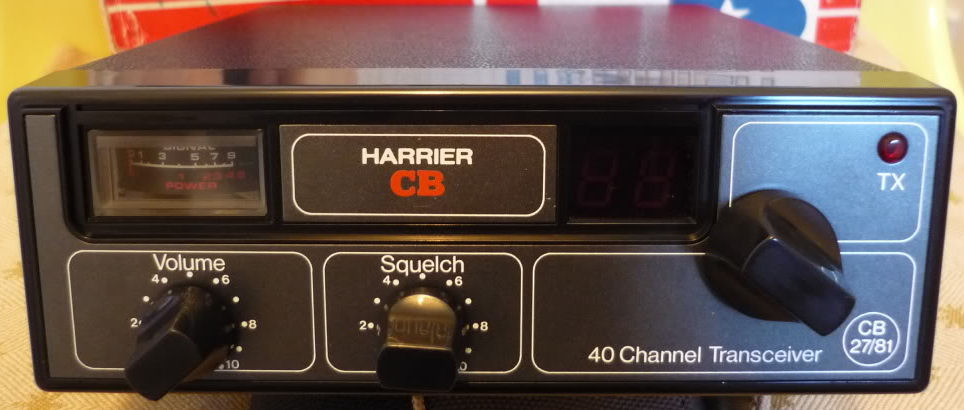 SIGNAL
1 3 5 7 9
POWER
HARRIER
CB
TX
Volume
4 6
2 8
10
Squelch
4 6
2 8
40 Channel Transceiver
CB
27/81